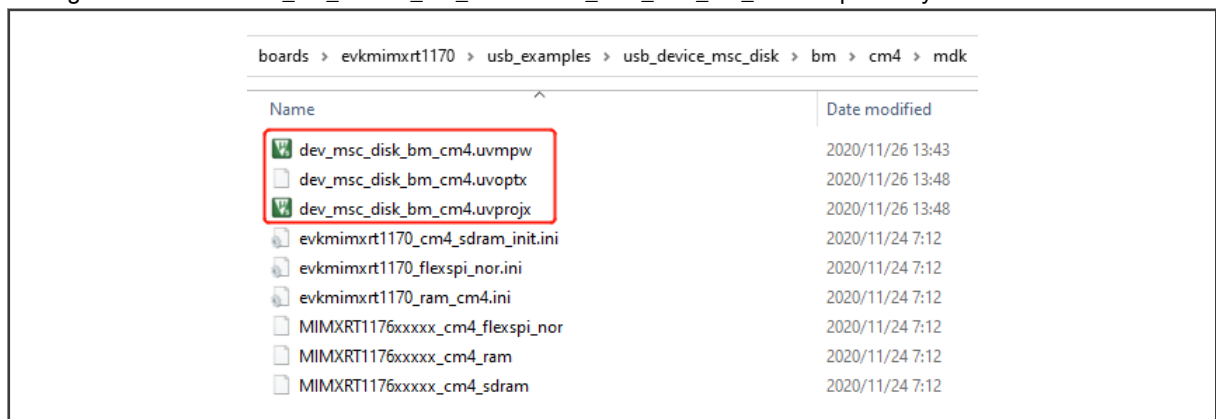 boards > evkmimxrt1170 > usb_examples > usb_device_msc_disk > bm > cm4 > mdk
Name Date modified
dev_msc_disk_bm_cm4.uvmpw 2020/11/26 13:43
dev_msc_disk_bm_cm4.uvoptx 2020/11/26 13:48
dev_msc_disk_bm_cm4.uvprojx 2020/11/26 13:48
evkmimxrt1170_cm4_sdram_init.ini 2020/11/24 7:12
evkmimxrt1170_flexspi_nor.ini 2020/11/24 7:12
evkmimxrt1170_ram_cm4.ini 2020/11/24 7:12
MIMXRT1176xxxxx_cm4_flexspi_nor 2020/11/24 7:12
MIMXRT1176xxxxx_cm4_ram 2020/11/24 7:12
MIMXRT1176xxxxx_cm4_sdram 2020/11/24 7:12